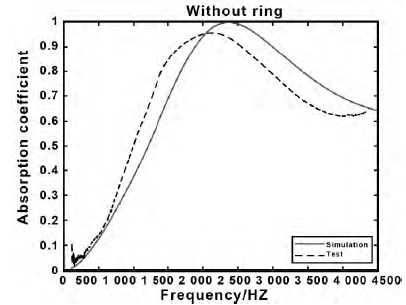 Without ring
Absorption coefficient
1
0.9
0.8
0.7
0.6
0.5
0.4
0.3
0.2
0.1
0
0 500 1 000 1 500 2 000 2 500 3 000 3 500 4 000 4 500
Frequency/HZ
Simulation
Test